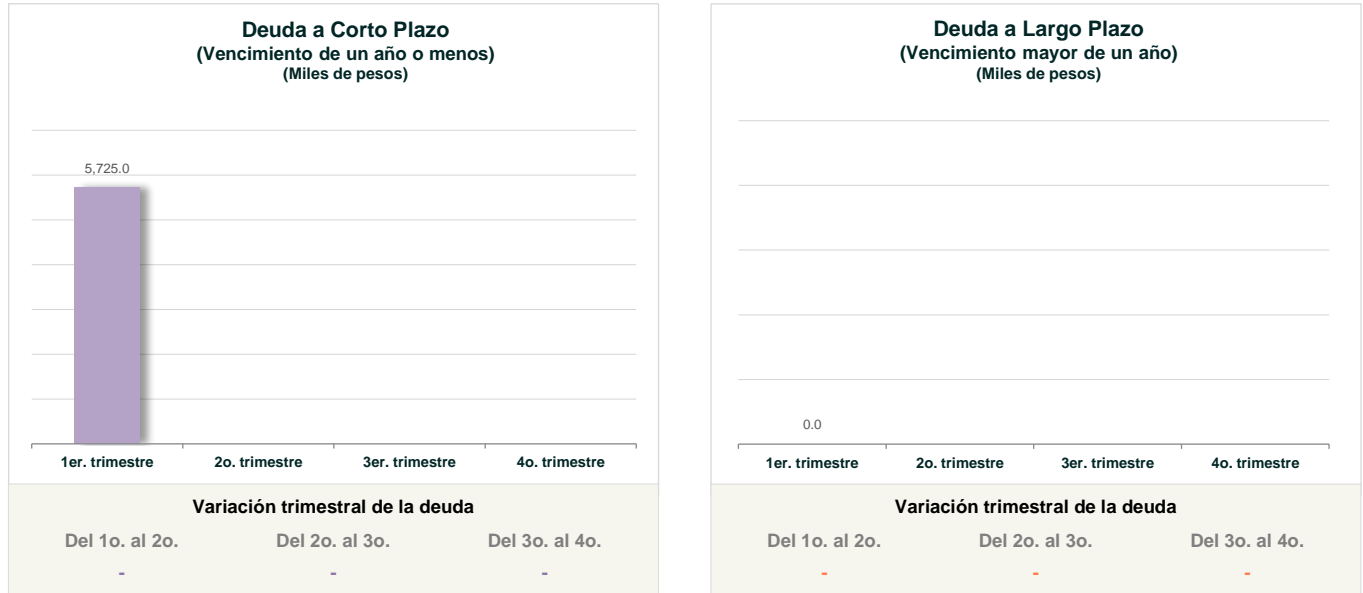 Deuda a Corto Plazo
(Vencimiento de un año o menos)
(Miles de pesos)
5,725.0
1er. trimestre 2o. trimestre 3er. trimestre 4o. trimestre
Variación trimestral de la deuda
Del 1o. al 2o. Del 2o. al 3o. Del 3o. al 4o.
- - -
Deuda a Largo Plazo
(Vencimiento mayor de un año)
(Miles de pesos)
0.0
1er. trimestre 2o. trimestre 3er. trimestre 4o. trimestre
Variación trimestral de la deuda
Del 1o. al 2o. Del 2o. al 3o. Del 3o. al 4o.
- - -